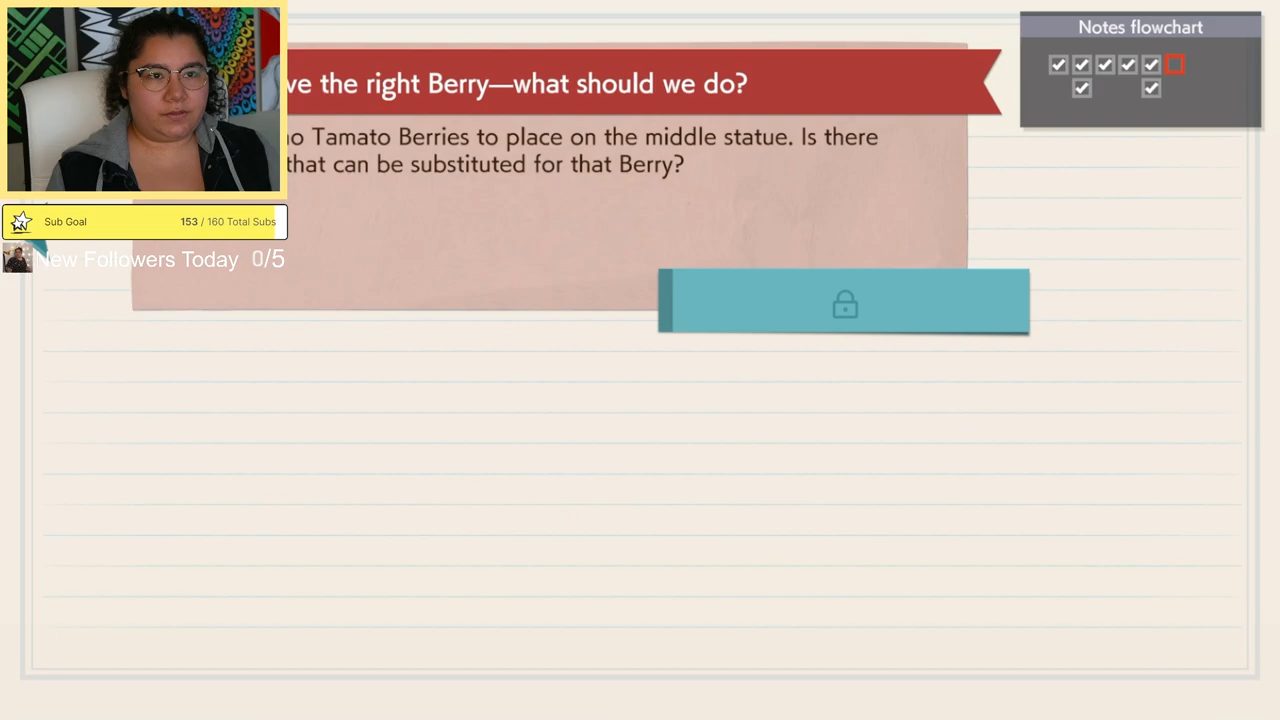 Notes flowchart
ve the right Berry—what should we do?
no Tamato Berries to place on the middle statue. Is there
that can be substituted for that Berry?
Sub Goal 153 / 160 Total Subs
New Followers Today 0/5